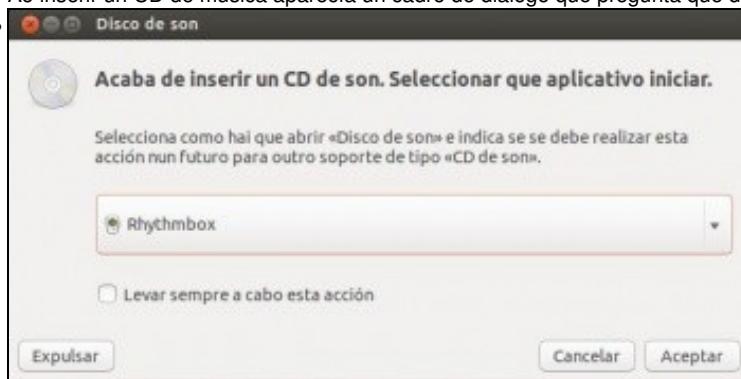 Disco de son
Acaba de inserir un CD de son. Seleccionar que aplicativo iniciar.
Selecciona como hai que abrir «Disco de son» e indica se se debe realizar esta
acción nun futuro para outro soporte de tipo «CD de son».
Rhythmbox
Levar sempre a cabo esta acción
Expulsar
Cancelar
Aceptar